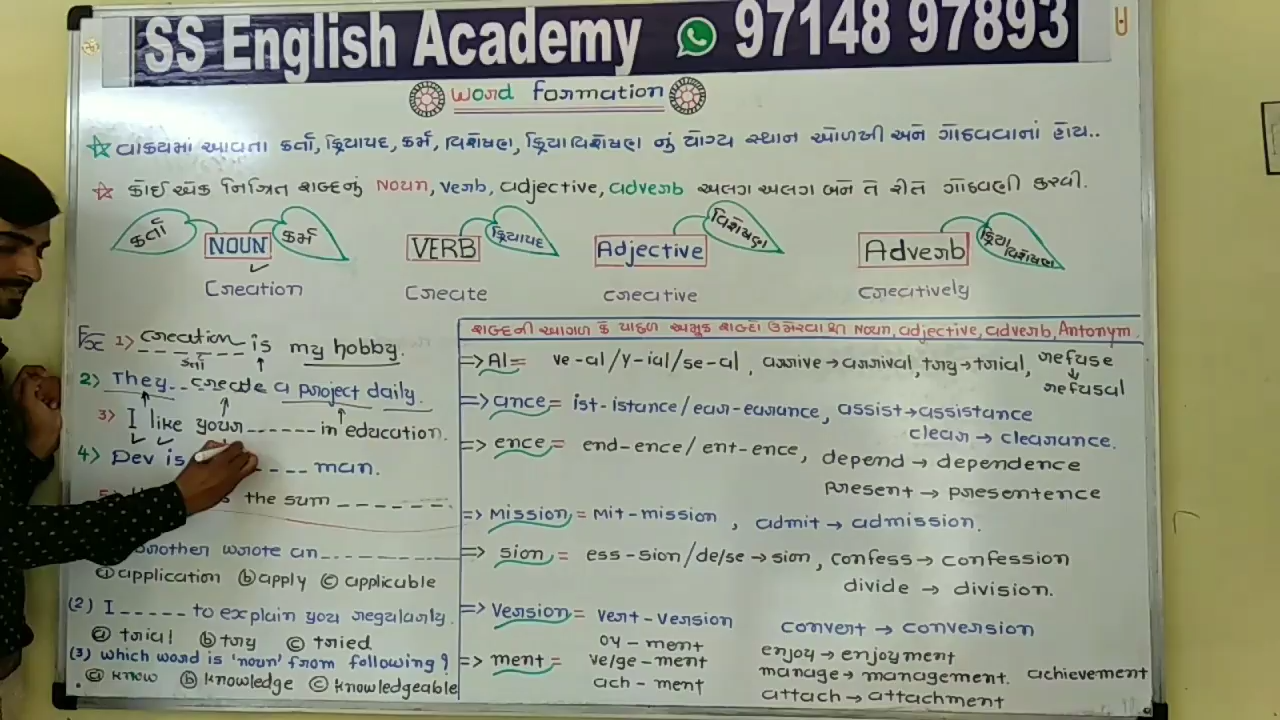 SS English Academy 97148 97893
Word formation
વાક્યમાં આવતા કર્તા, ક્રિયાપદ, કર્મ, વિશેષણ, ક્રિયાવિશેષણ નું યોગ્ય સ્થાન ઓળખી અને ગોઠવવાનાં હોય..
કોઈ એક નિશ્રિત શબ્દનું Noun, verb, adjective, adverb અલગ અલગ બને તે રીતે ગોઠવણી કરવી.
કર્તા NOUN કર્મ VERB ક્રિયાપદ Adjective વિશેષણ Adverb ક્રિયાવિશેષણ
Creation Create creative creatively
Ex 1) creation is my hobby.
કર્તા
2) They create a project daily.
3) I like your ------ in education.
4) Dev is ---- man.
the sum -------
wrote an ---------
ⓐ application ⓑ apply ⓒ applicable
(2) I ----- to explain you regularly.
ⓐ trial ⓑ try ⓒ tried
(3) which word is 'noun' from following?
ⓐ know ⓑ knowledge ⓒ knowledgeable
શબ્દની આગળ કે પાછળ અમુક શબ્દો ઉમેરવાથી Noun, adjective, adverb, Antonym.
=> Al = ve-al/y-ial/se-al, arrive → arrival, try → trial, refuse
↓
refusal
=> ance = ist-istance/ear-earance, assist → assistance
clear → clearance.
=> ence = end-ence/ent-ence, depend → dependence
present → presentence
=> Mission = Mit-mission, admit → admission.
=> sion = ess-sion/de/se → sion, confess → confession
divide → division.
=> Version = vert-version convert → conversion
oy-ment enjoy → enjoyment
=> ment = ve/ge-ment manage → management. achievement
ach-ment attach → attachment